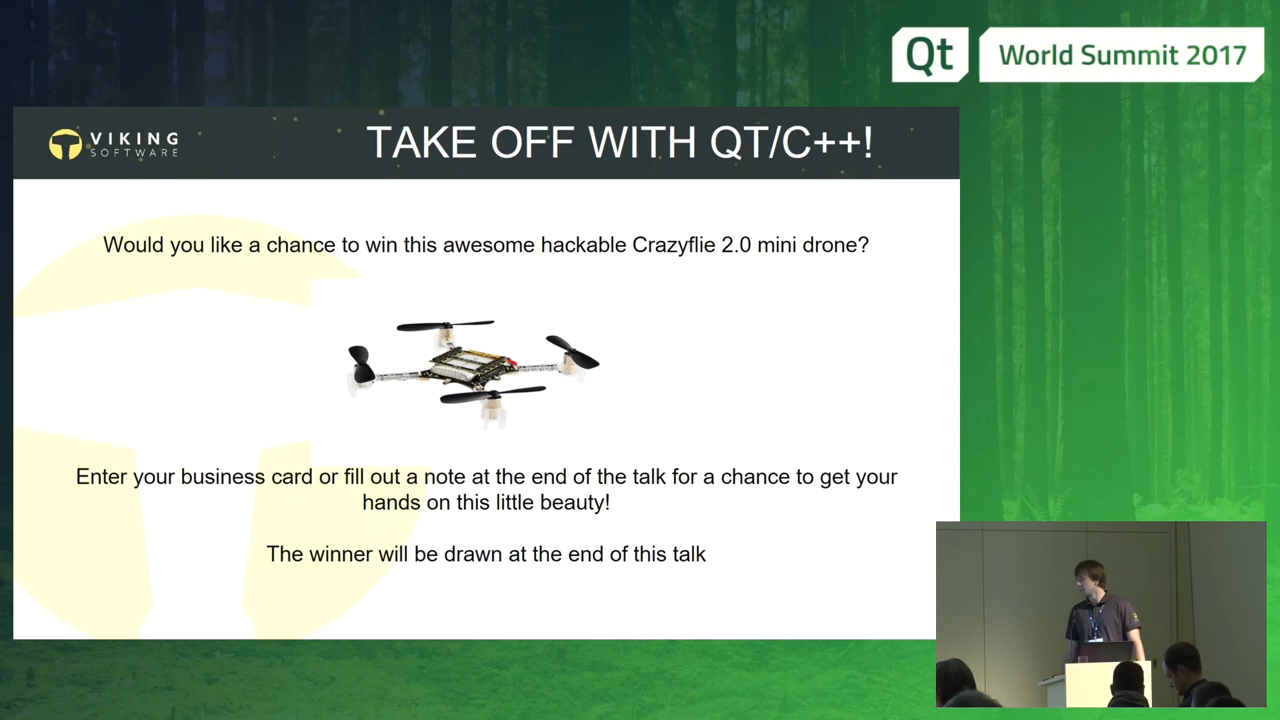 Qt World Summit 2017
VIKING
SOFTWARE
TAKE OFF WITH QT/C++!
Would you like a chance to win this awesome hackable Crazyflie 2.0 mini drone?
Enter your business card or fill out a note at the end of the talk for a chance to get your
hands on this little beauty!
The winner will be drawn at the end of this talk